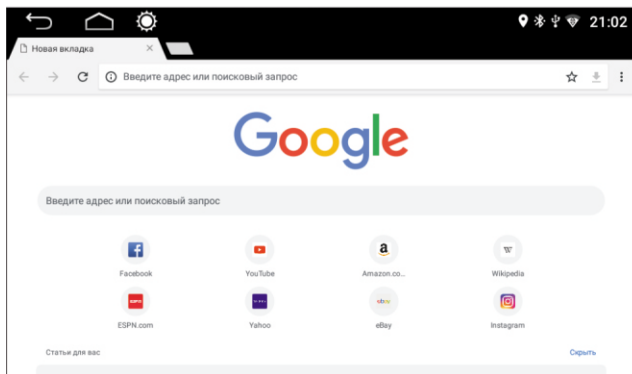 21:02
Новая вкладка
Введите адрес или поисковый запрос
Google
Введите адрес или поисковый запрос
Facebook
YouTube
Amazon.co...
Wikipedia
ESPN.com
Yahoo
eBay
Instagram
Статьи для вас
Скрыть